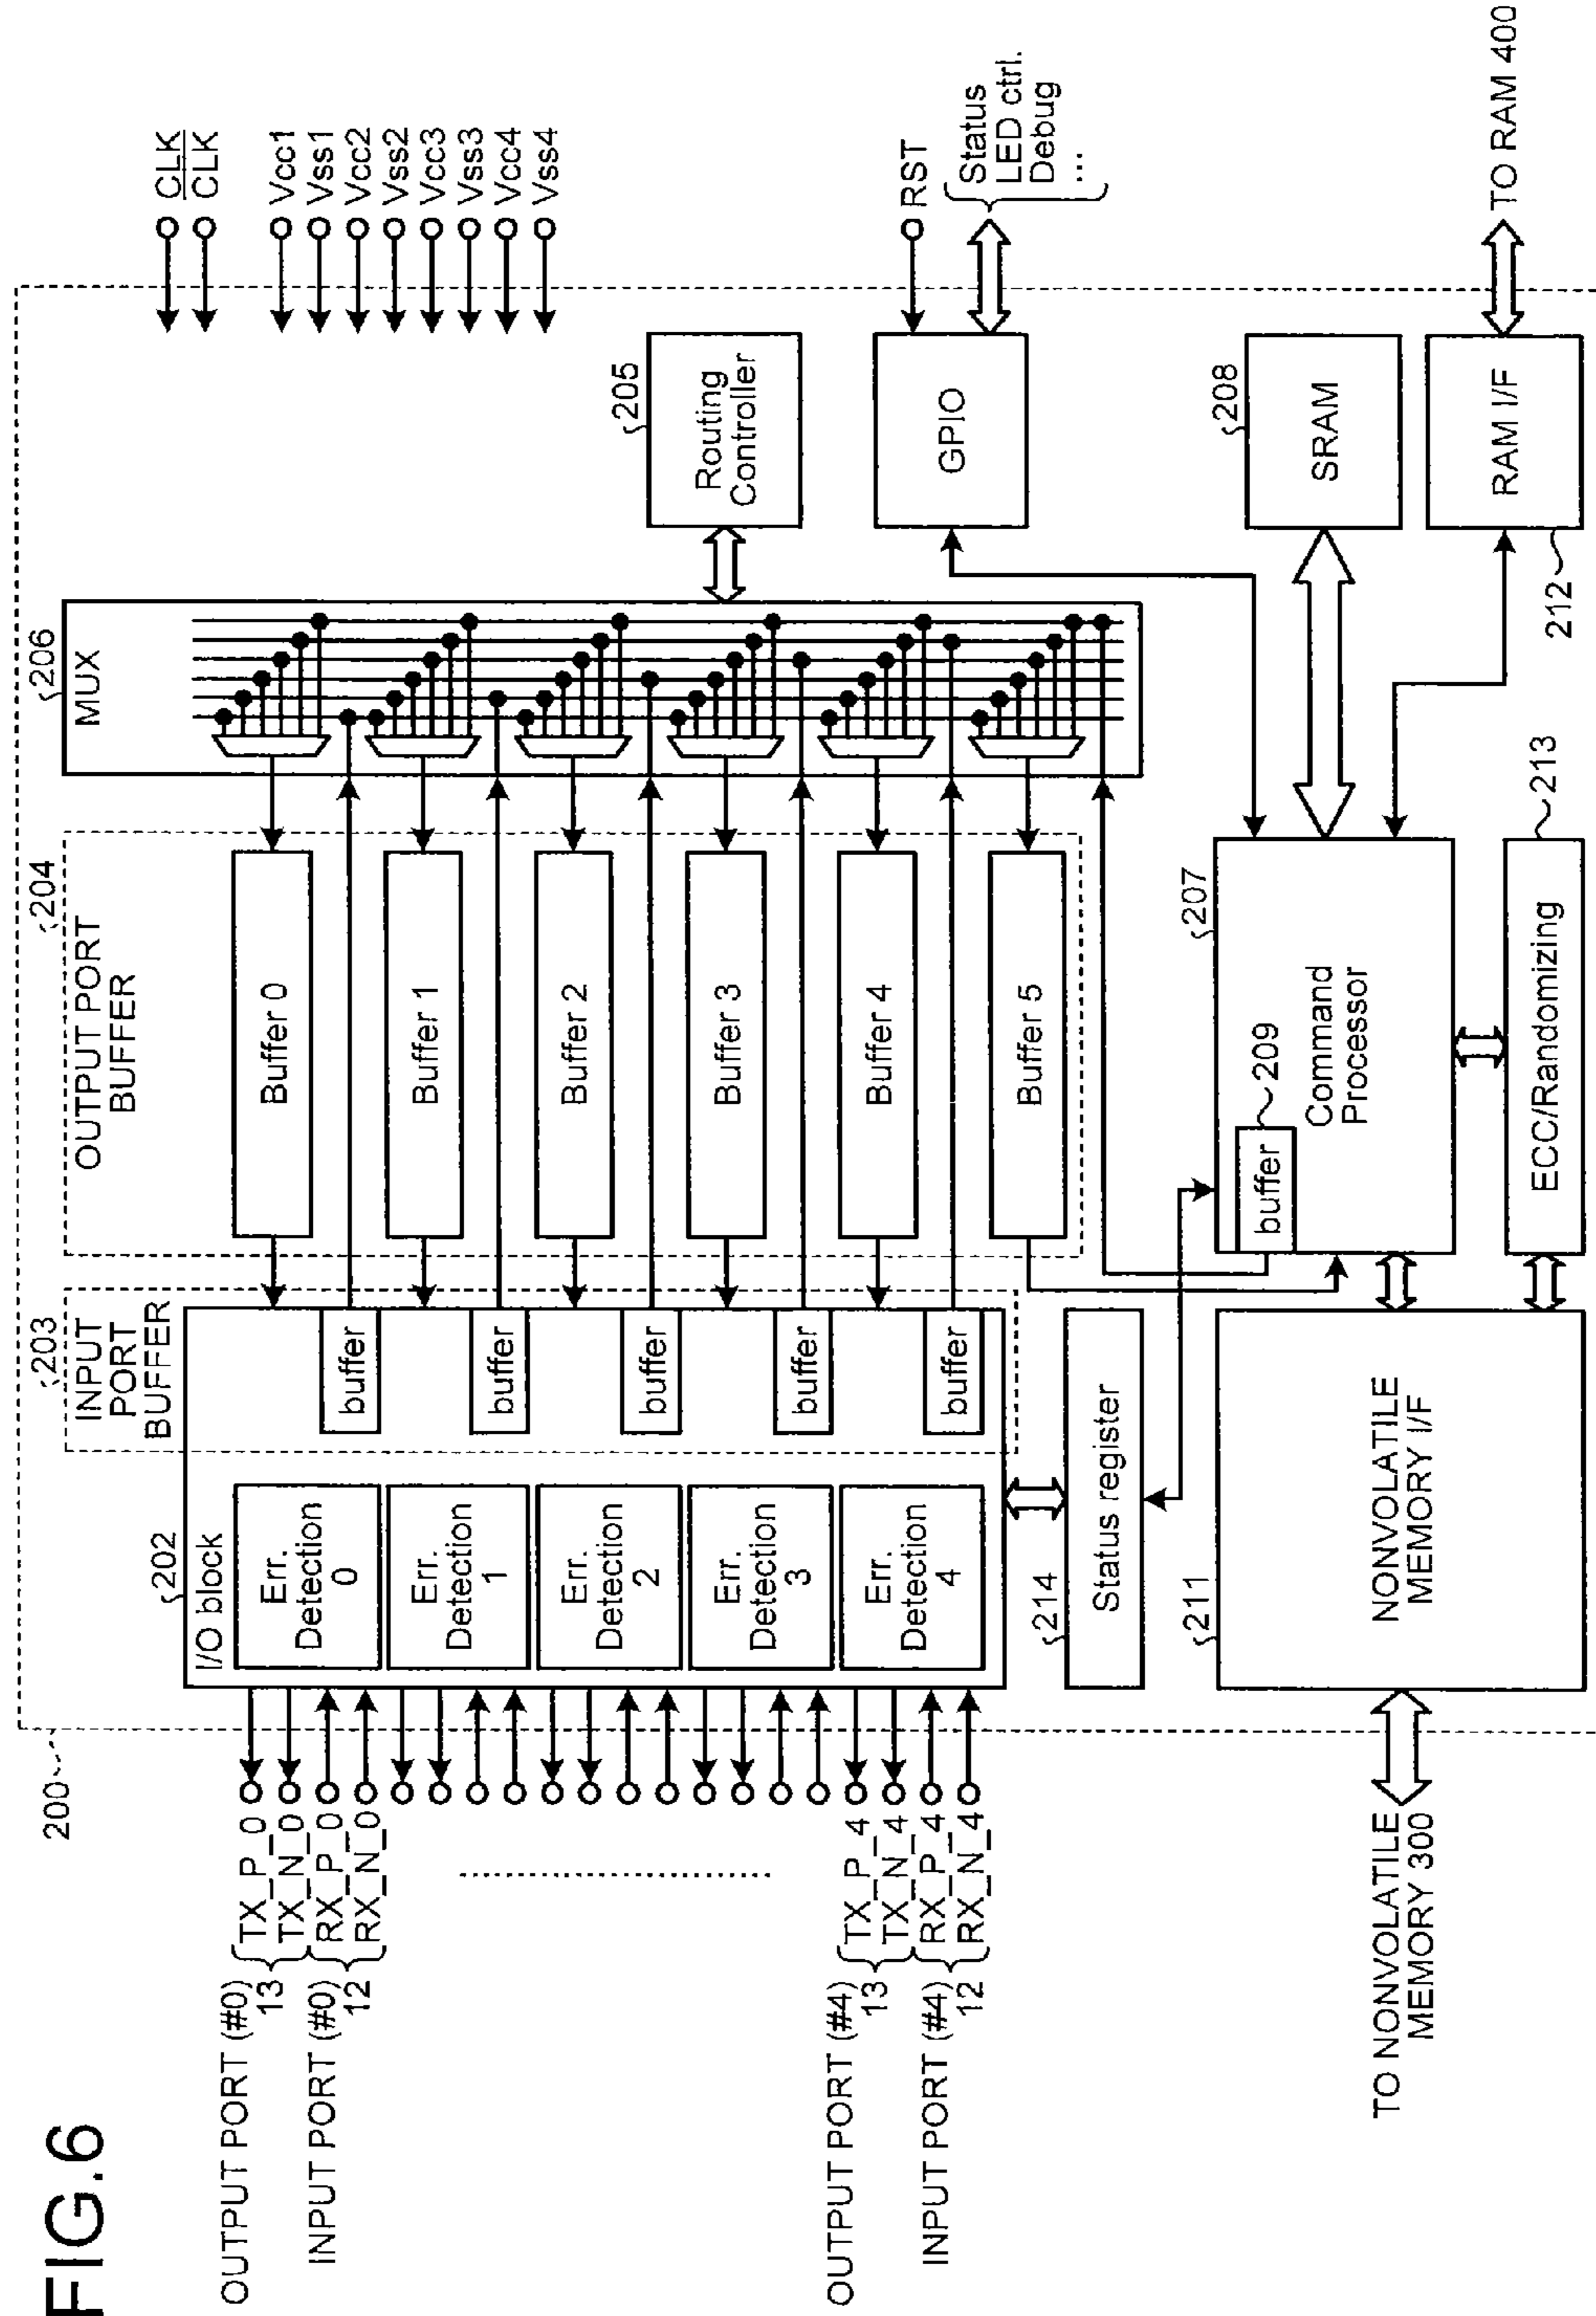 FIG.6
200
OUTPUT PORT (#0)
13
TX_P_0
TX_N_0
INPUT PORT (#0)
12
RX_P_0
RX_N_0
OUTPUT PORT (#4)
13
TX_P_4
TX_N_4
INPUT PORT (#4)
12
RX_P_4
RX_N_4
202
I/O block
Err.
Detection
0
Err.
Detection
1
Err.
Detection
2
Err.
Detection
3
Err.
Detection
4
203
INPUT
PORT
BUFFER
buffer
buffer
buffer
buffer
buffer
204
OUTPUT PORT
BUFFER
Buffer 0
Buffer 1
Buffer 2
Buffer 3
Buffer 4
Buffer 5
206
MUX
205
Routing
Controller
CLK
CLK
Vcc1
Vss1
Vcc2
Vss2
Vcc3
Vss3
Vcc4
Vss4
RST
GPIO
Status
LED ctrl.
Debug
...
214
Status register
211
NONVOLATILE
MEMORY I/F
TO NONVOLATILE
MEMORY 300
207
buffer
209
Command
Processor
213
ECC/Randomizing
208
SRAM
212
RAM I/F
TO RAM 400